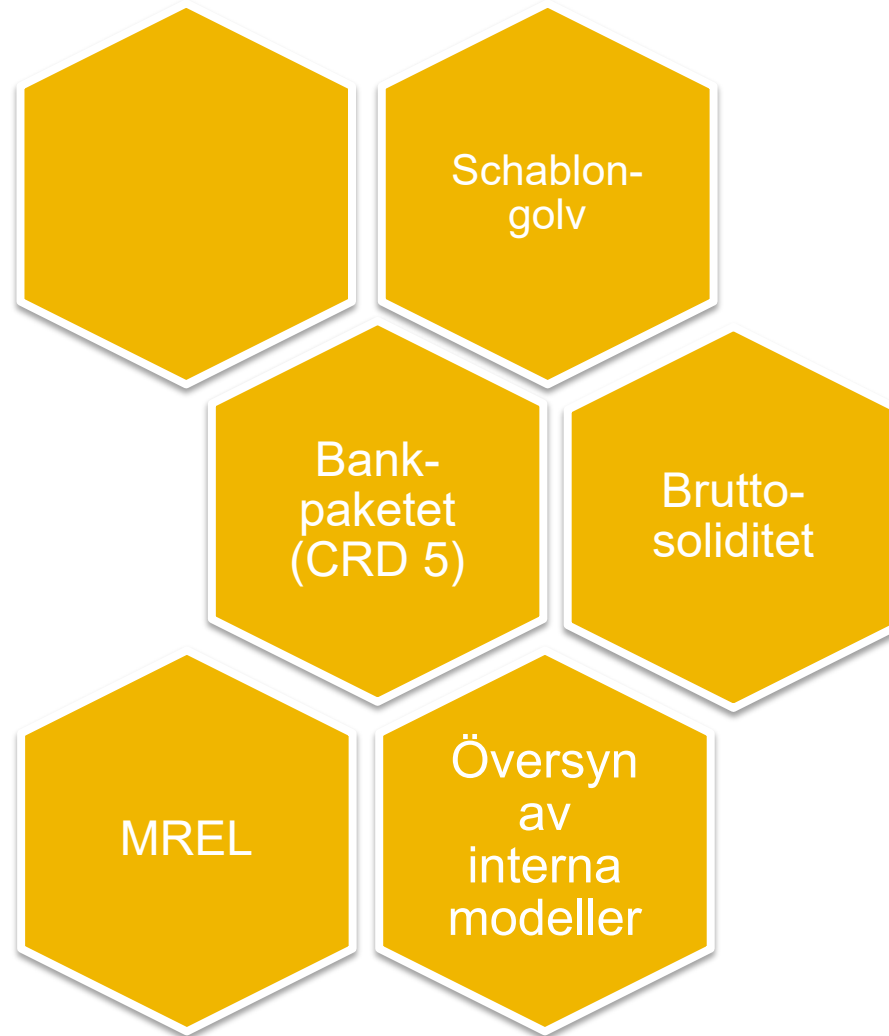 Schablon-
golv
Bank-
paketet
(CRD 5)
Brutto-
soliditet
MREL
Översyn
av
interna
modeller